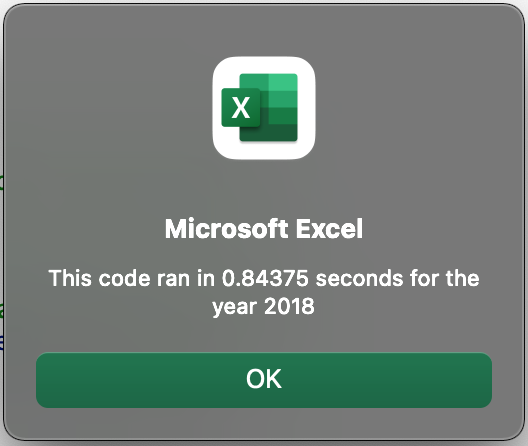 X
Microsoft Excel
This code ran in 0.84375 seconds for the
year 2018
OK